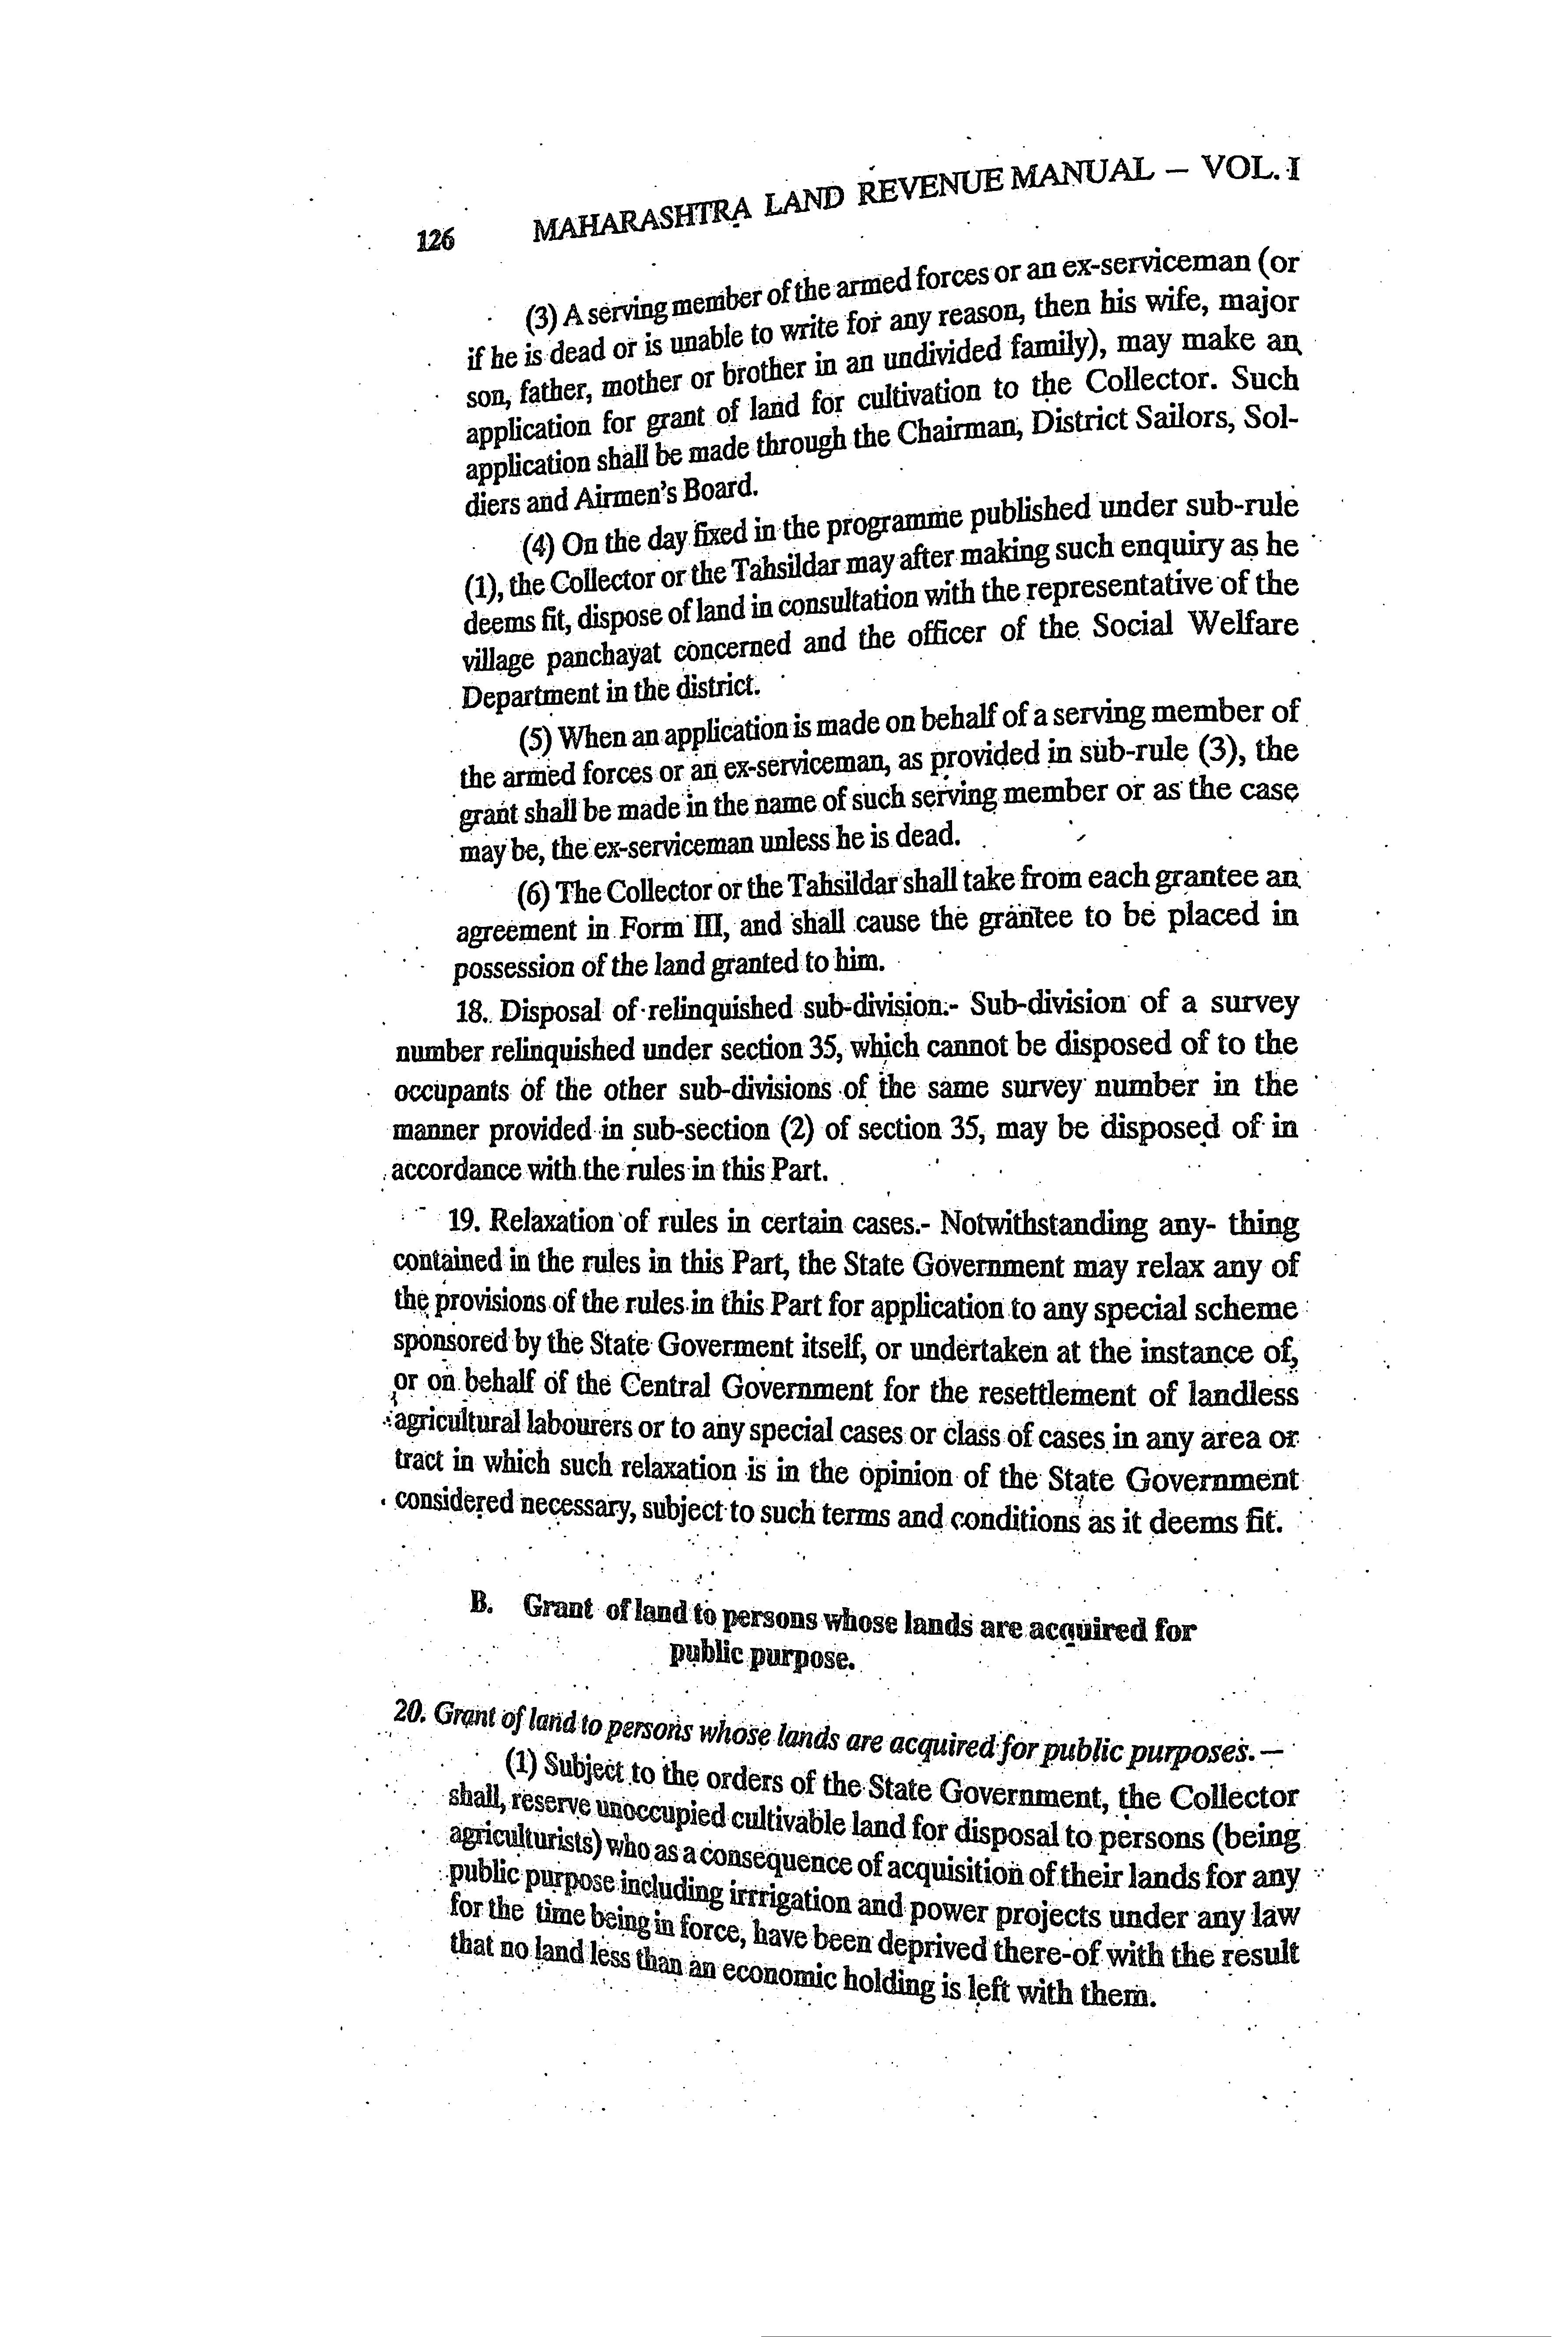 126 MAHARASHTRA LAND REVENUE MANUAL – VOL. I
(3) A serving member of the armed forces or an ex-serviceman (or
if he is dead or is unable to write for any reason, then his wife, major
son, father, mother or brother in an undivided family), may make an
application for grant of land for cultivation to the Collector. Such
application shall be made through the Chairman, District Sailors, Sol-
diers and Airmen's Board.
(4) On the day fixed in the programme published under sub-rule
(1), the Collector or the Tahsildar may after making such enquiry as he
deems fit, dispose of land in consultation with the representative of the
village panchayat concerned and the officer of the Social Welfare
Department in the district.
(5) When an application is made on behalf of a serving member of
the armed forces or an ex-serviceman, as provided in sub-rule (3), the
grant shall be made in the name of such serving member or as the case
may be, the ex-serviceman unless he is dead.
(6) The Collector or the Tahsildar shall take from each grantee an
agreement in Form III, and shall cause the grantee to be placed in
possession of the land granted to him.
18. Disposal of relinquished sub-division:- Sub-division of a survey
number relinquished under section 35, which cannot be disposed of to the
occupants of the other sub-divisions of the same survey number in the
manner provided in sub-section (2) of section 35, may be disposed of in
accordance with the rules in this Part.
19. Relaxation of rules in certain cases.- Notwithstanding any- thing
contained in the rules in this Part, the State Government may relax any of
the provisions of the rules in this Part for application to any special scheme
sponsored by the State Goverment itself, or undertaken at the instance of,
or on behalf of the Central Government for the resettlement of landless
agricultural labourers or to any special cases or class of cases in any area or
tract in which such relaxation is in the opinion of the State Government
considered necessary, subject to such terms and conditions as it deems fit.
B. Grant of land to persons whose lands are acquired for
public purpose.
20. Grant of land to persons whose lands are acquired for public purposes. —
(1) Subject to the orders of the State Government, the Collector
shall, reserve unoccupied cultivable land for disposal to persons (being
agriculturists) who as a consequence of acquisition of their lands for any
public purpose including irrrigation and power projects under any law
for the time being in force, have been deprived there-of with the result
that no land less than an economic holding is left with them.